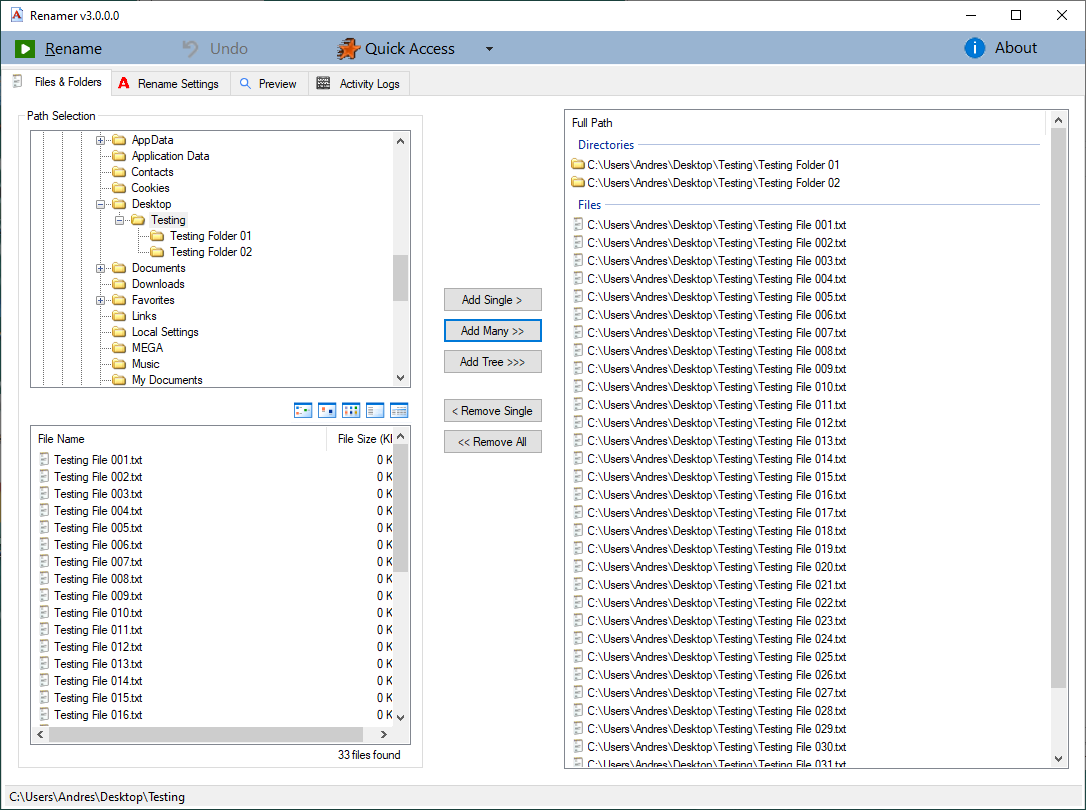 Renamer v3.0.0.0
Rename Undo Quick Access About
Files & Folders Rename Settings Preview Activity Logs
Path Selection
AppData
Application Data
Contacts
Cookies
Desktop
Testing
Testing Folder 01
Testing Folder 02
Documents
Downloads
Favorites
Links
Local Settings
MEGA
Music
My Documents
File Name File Size (KI
Testing File 001.txt 0 K
Testing File 002.txt 0 K
Testing File 003.txt 0 K
Testing File 004.txt 0 K
Testing File 005.txt 0 K
Testing File 006.txt 0 K
Testing File 007.txt 0 K
Testing File 008.txt 0 K
Testing File 009.txt 0 K
Testing File 010.txt 0 K
Testing File 011.txt 0 K
Testing File 012.txt 0 K
Testing File 013.txt 0 K
Testing File 014.txt 0 K
Testing File 015.txt 0 K
Testing File 016.txt 0 K
33 files found
Add Single >
Add Many >>
Add Tree >>>
< Remove Single
<< Remove All
Full Path
Directories
C:\Users\Andres\Desktop\Testing\Testing Folder 01
C:\Users\Andres\Desktop\Testing\Testing Folder 02
Files
C:\Users\Andres\Desktop\Testing\Testing File 001.txt
C:\Users\Andres\Desktop\Testing\Testing File 002.txt
C:\Users\Andres\Desktop\Testing\Testing File 003.txt
C:\Users\Andres\Desktop\Testing\Testing File 004.txt
C:\Users\Andres\Desktop\Testing\Testing File 005.txt
C:\Users\Andres\Desktop\Testing\Testing File 006.txt
C:\Users\Andres\Desktop\Testing\Testing File 007.txt
C:\Users\Andres\Desktop\Testing\Testing File 008.txt
C:\Users\Andres\Desktop\Testing\Testing File 009.txt
C:\Users\Andres\Desktop\Testing\Testing File 010.txt
C:\Users\Andres\Desktop\Testing\Testing File 011.txt
C:\Users\Andres\Desktop\Testing\Testing File 012.txt
C:\Users\Andres\Desktop\Testing\Testing File 013.txt
C:\Users\Andres\Desktop\Testing\Testing File 014.txt
C:\Users\Andres\Desktop\Testing\Testing File 015.txt
C:\Users\Andres\Desktop\Testing\Testing File 016.txt
C:\Users\Andres\Desktop\Testing\Testing File 017.txt
C:\Users\Andres\Desktop\Testing\Testing File 018.txt
C:\Users\Andres\Desktop\Testing\Testing File 019.txt
C:\Users\Andres\Desktop\Testing\Testing File 020.txt
C:\Users\Andres\Desktop\Testing\Testing File 021.txt
C:\Users\Andres\Desktop\Testing\Testing File 022.txt
C:\Users\Andres\Desktop\Testing\Testing File 023.txt
C:\Users\Andres\Desktop\Testing\Testing File 024.txt
C:\Users\Andres\Desktop\Testing\Testing File 025.txt
C:\Users\Andres\Desktop\Testing\Testing File 026.txt
C:\Users\Andres\Desktop\Testing\Testing File 027.txt
C:\Users\Andres\Desktop\Testing\Testing File 028.txt
C:\Users\Andres\Desktop\Testing\Testing File 029.txt
C:\Users\Andres\Desktop\Testing\Testing File 030.txt
C:\Users\Andres\Desktop\Testing\Testing File 031.txt
C:\Users\Andres\Desktop\Testing